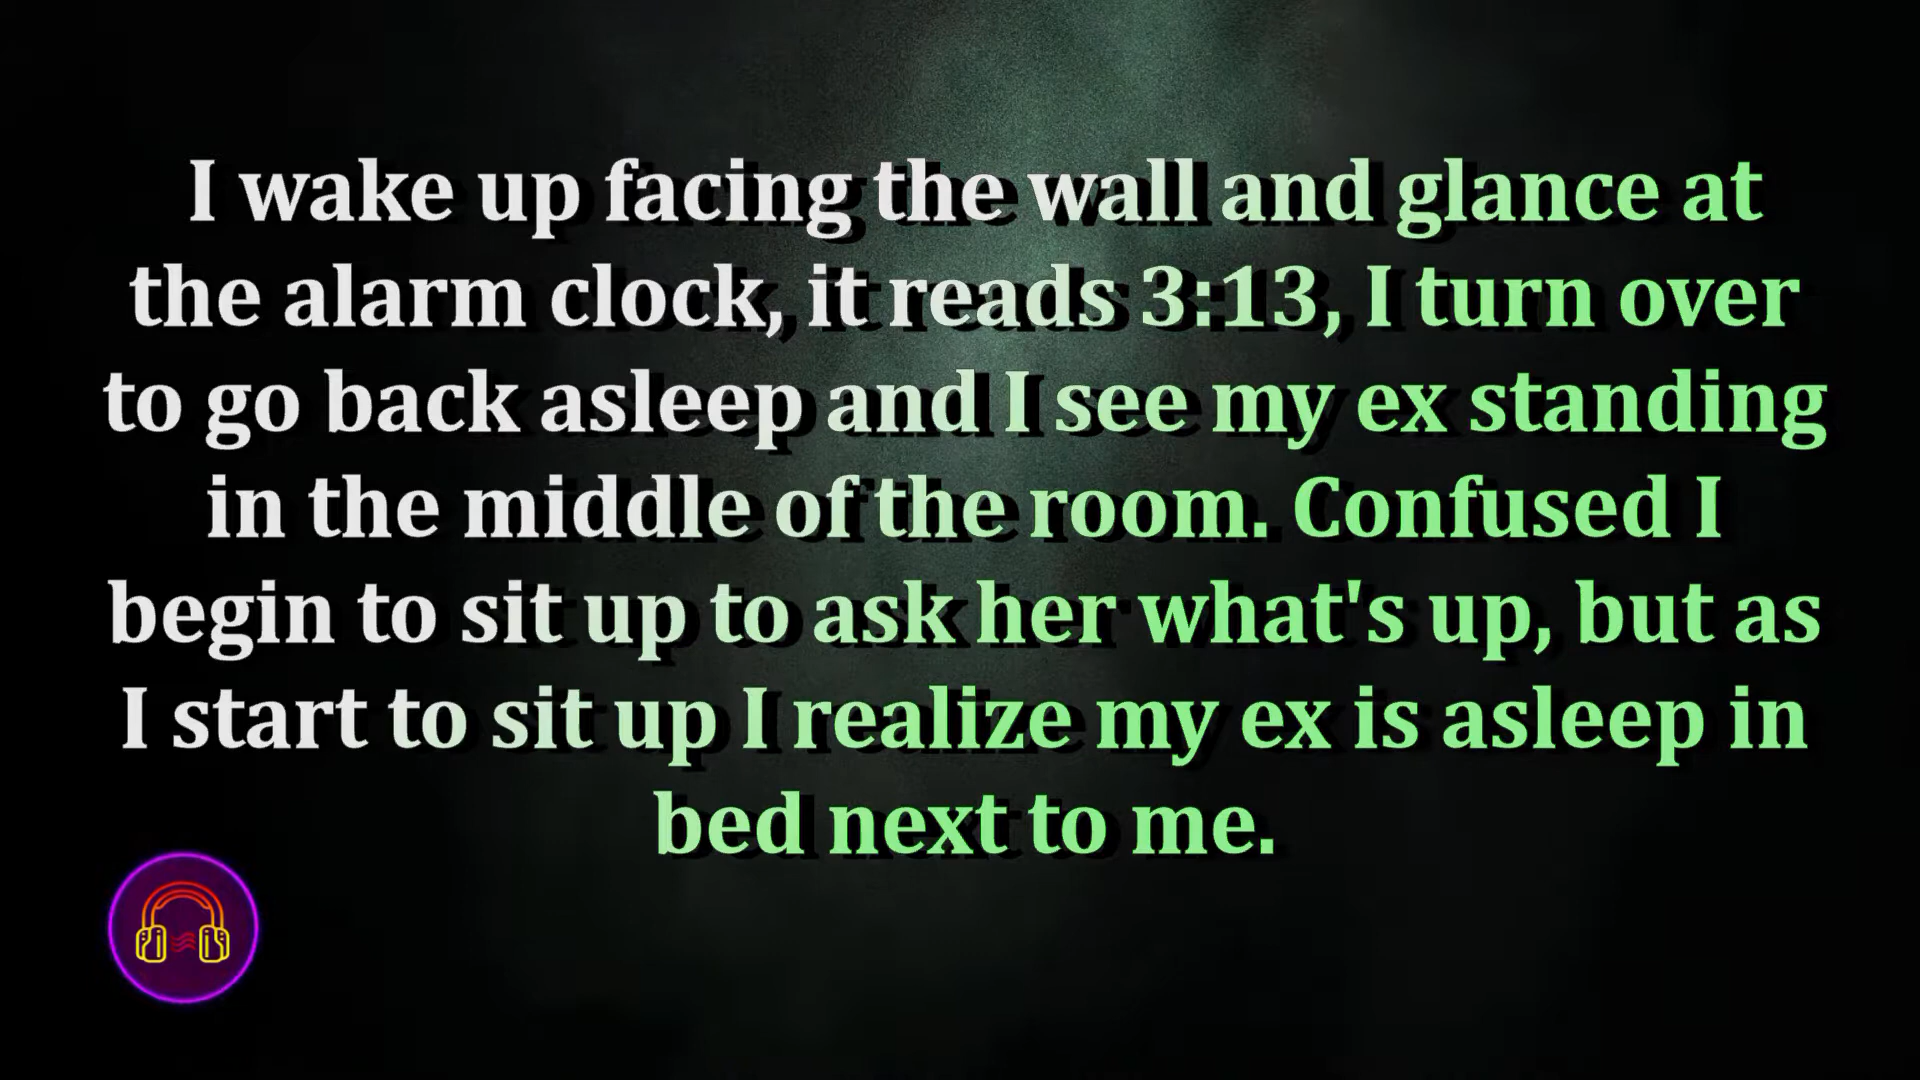 I wake up facing the wall and glance at
the alarm clock, it reads 3:13, I turn over
to go back asleep and I see my ex standing
in the middle of the room. Confused I
begin to sit up to ask her what's up, but as
I start to sit up I realize my ex is asleep in
bed next to me.